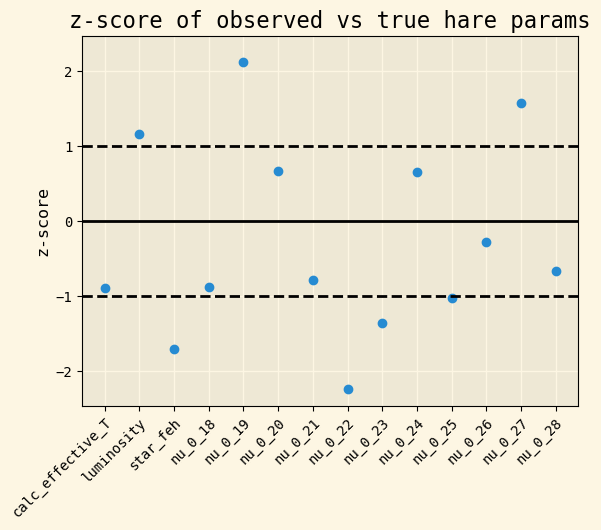 z-score of observed vs true hare params
z-score
2
1
0
−1
−2
calc_effective_T
luminosity
star_feh
nu_0_18
nu_0_19
nu_0_20
nu_0_21
nu_0_22
nu_0_23
nu_0_24
nu_0_25
nu_0_26
nu_0_27
nu_0_28